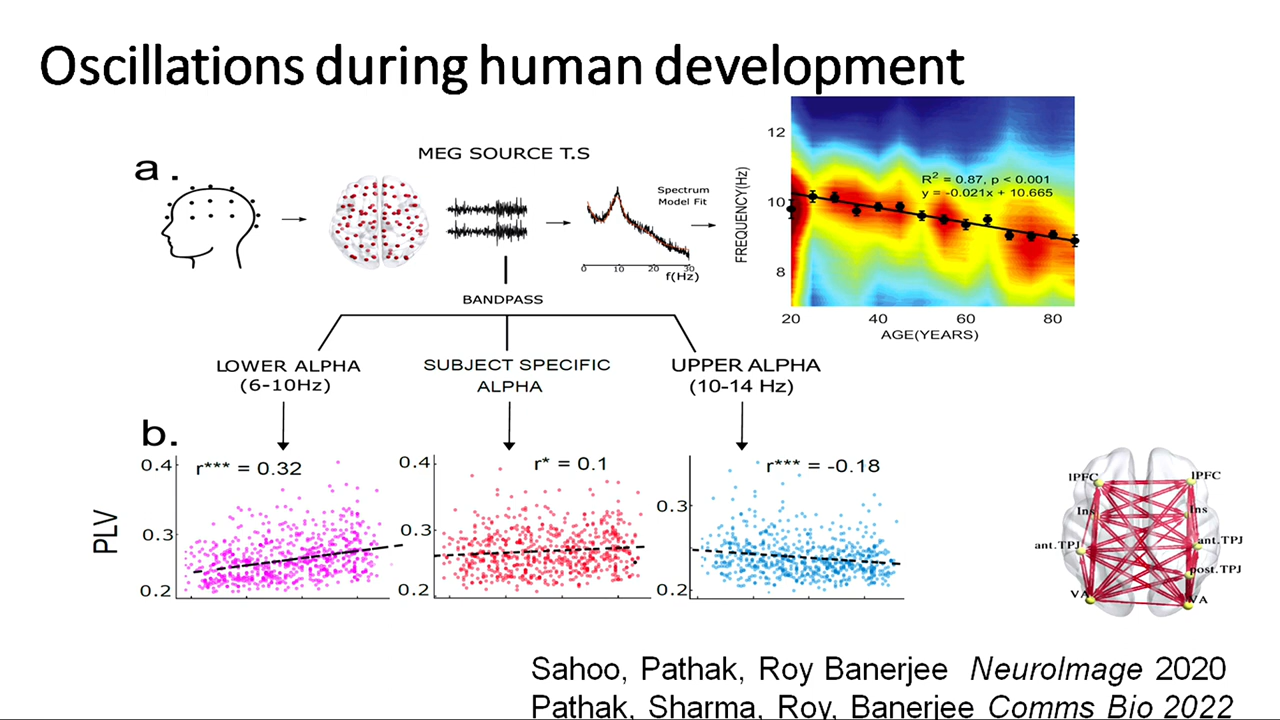 Oscillations during human development
a.
MEG SOURCE T.S
Spectrum
Model Fit
0 10 20 30
f(Hz)
FREQUENCY(Hz)
12
10
8
R² = 0.87, p < 0.001
y = -0.021x + 10.665
20 40 60 80
AGE(YEARS)
BANDPASS
LOWER ALPHA
(6-10Hz)
SUBJECT SPECIFIC
ALPHA
UPPER ALPHA
(10-14 Hz)
b.
PLV
0.4
0.3
0.2
r*** = 0.32
0.4
0.3
0.2
r* = 0.1
0.3
0.2
r*** = -0.18
lPFC lPFC
Ins Ins
ant.TPJ ant.TPJ
post.TPJ
VA VA
Sahoo, Pathak, Roy Banerjee NeuroImage 2020
Pathak, Sharma, Roy, Banerjee Comms Bio 2022